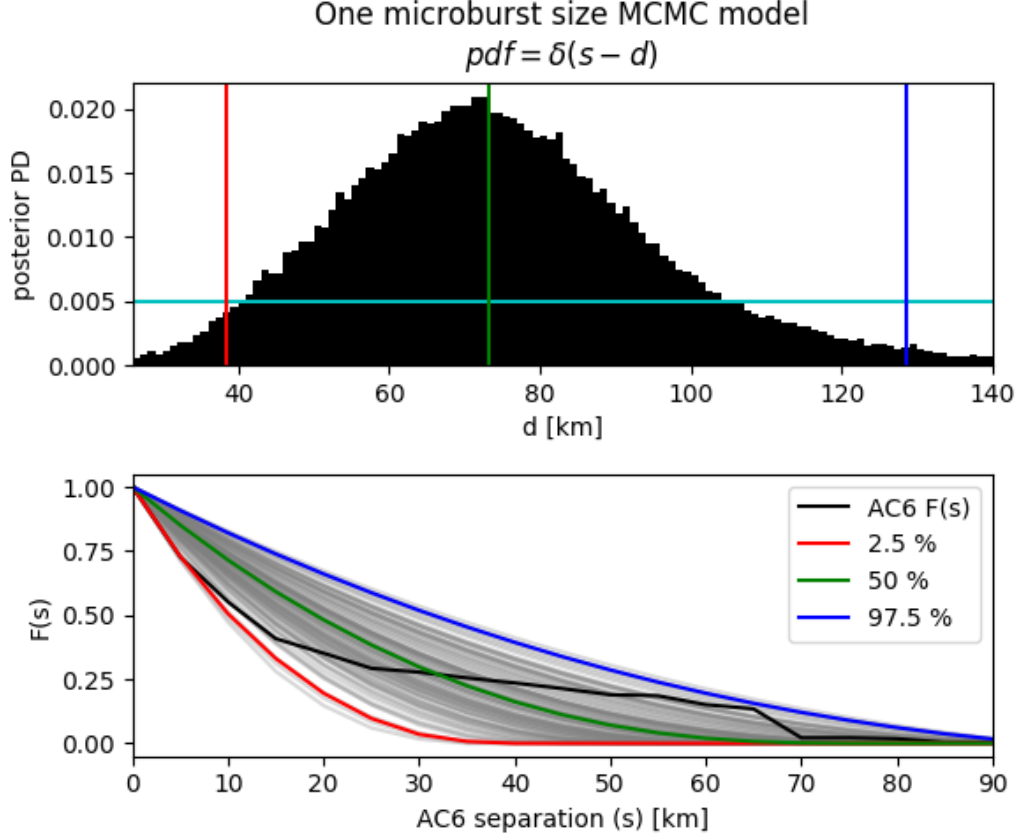 One microburst size MCMC model
pdf = δ(s − d)
posterior PD
0.020
0.015
0.010
0.005
0.000
40 60 80 100 120 140
d [km]
F(s)
1.00
0.75
0.50
0.25
0.00
AC6 F(s)
2.5 %
50 %
97.5 %
0 10 20 30 40 50 60 70 80 90
AC6 separation (s) [km]